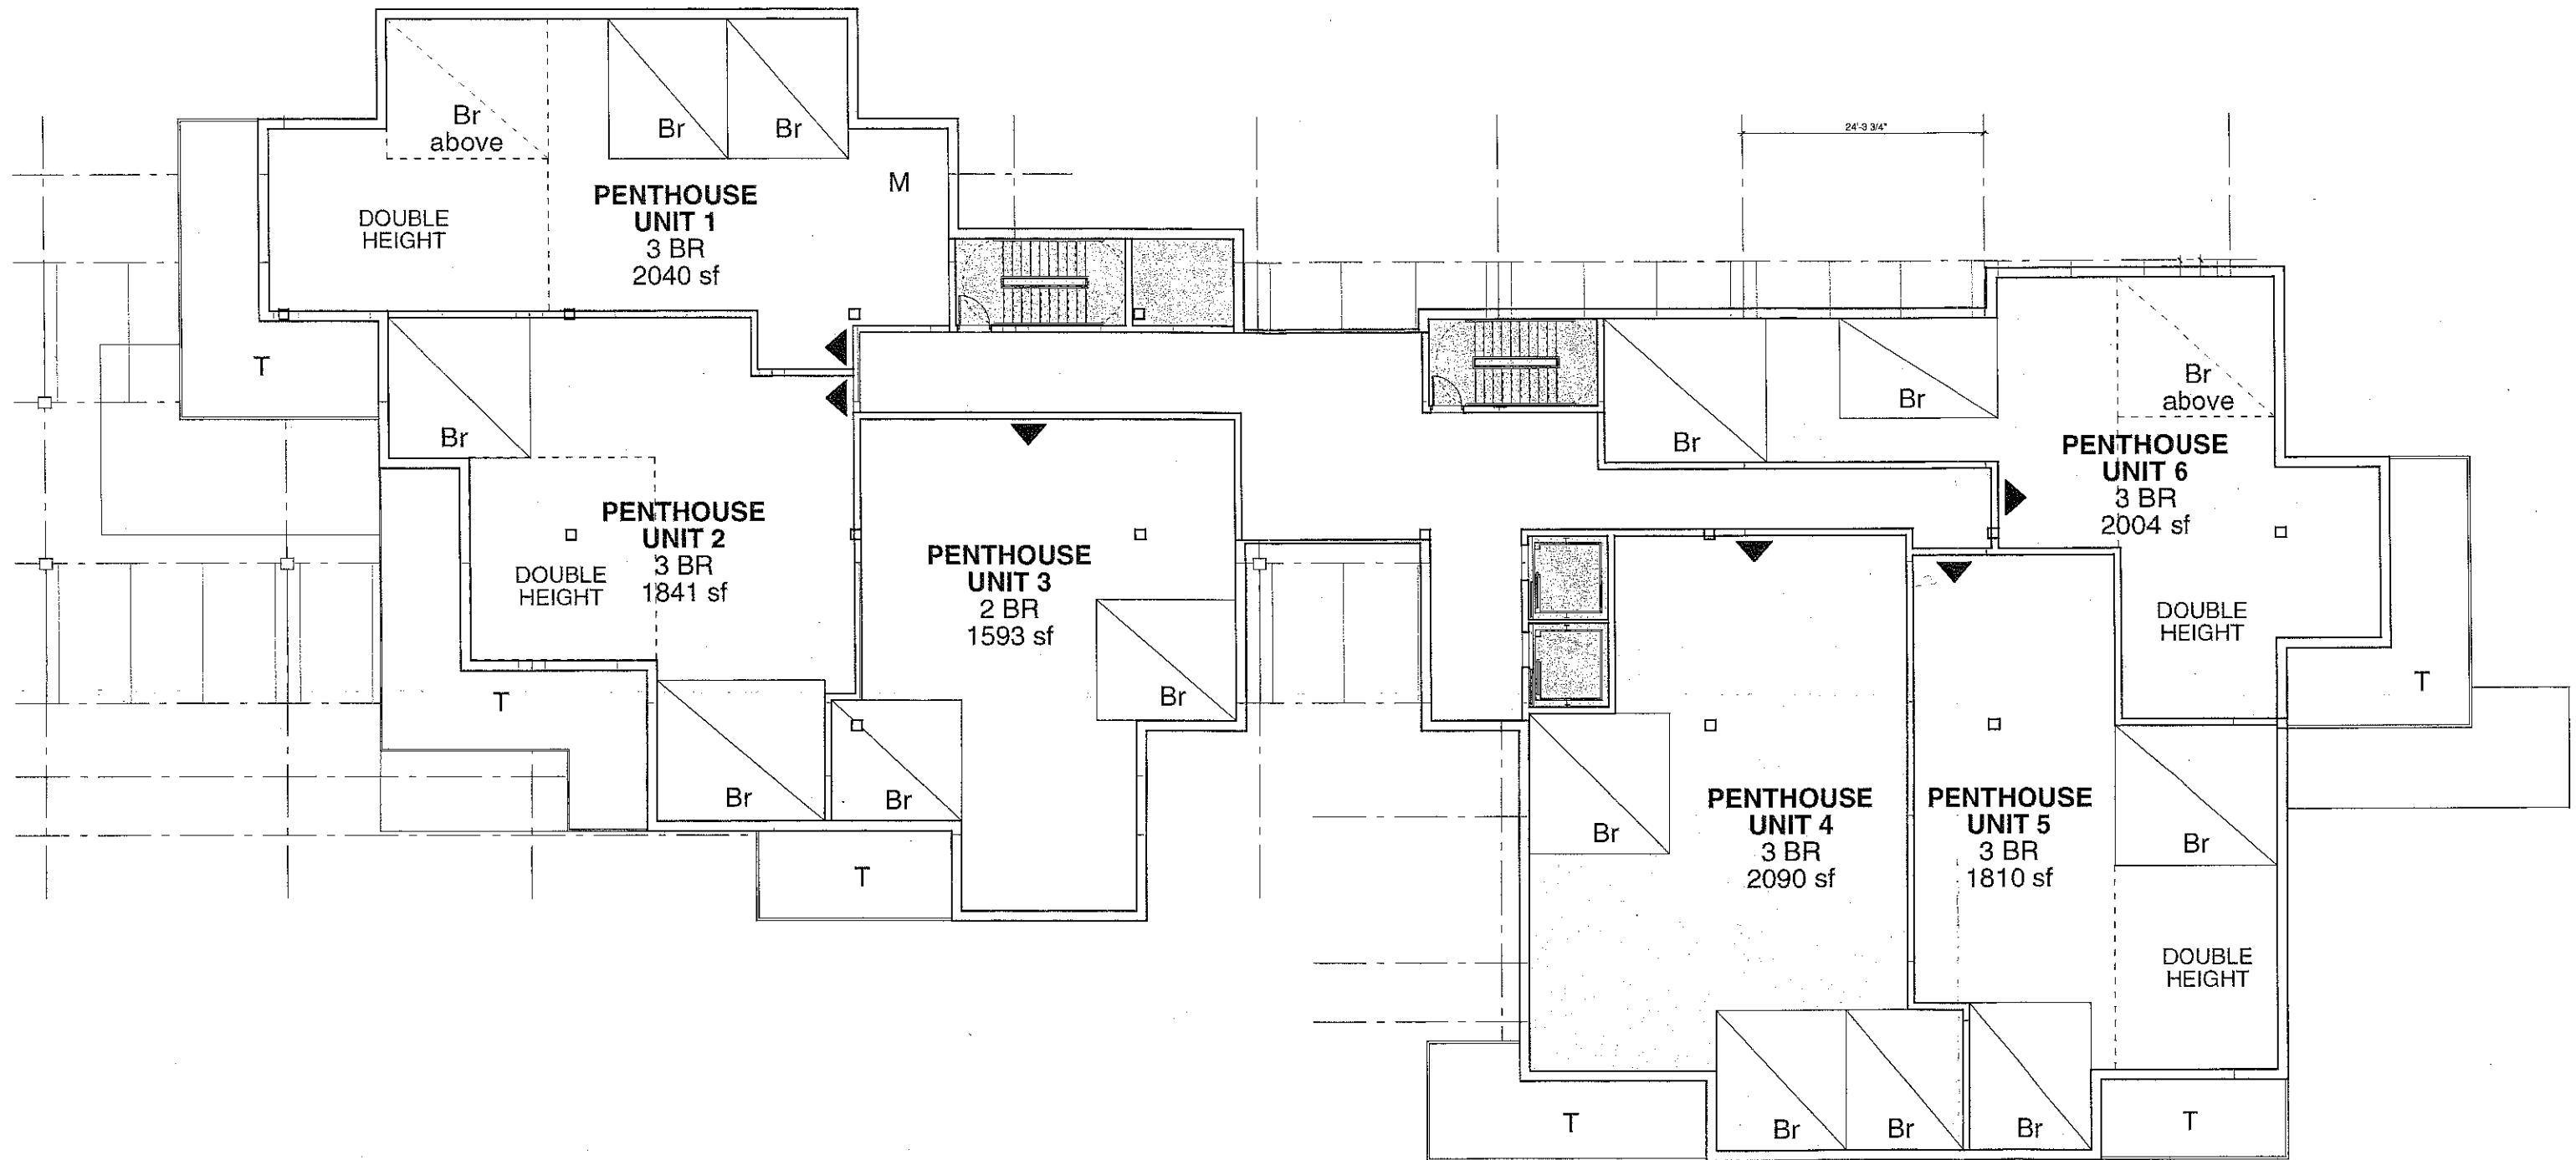 Br
above
Br
Br
M
PENTHOUSE
UNIT 1
3 BR
2040 sf
DOUBLE
HEIGHT
T
24'-3 3/4"
Br
PENTHOUSE
UNIT 2
3 BR
1841 sf
DOUBLE
HEIGHT
T
Br
PENTHOUSE
UNIT 3
2 BR
1593 sf
Br
Br
T
Br
Br
Br
above
PENTHOUSE
UNIT 6
3 BR
2004 sf
DOUBLE
HEIGHT
T
Br
PENTHOUSE
UNIT 4
3 BR
2090 sf
Br
Br
T
PENTHOUSE
UNIT 5
3 BR
1810 sf
Br
DOUBLE
HEIGHT
Br
T